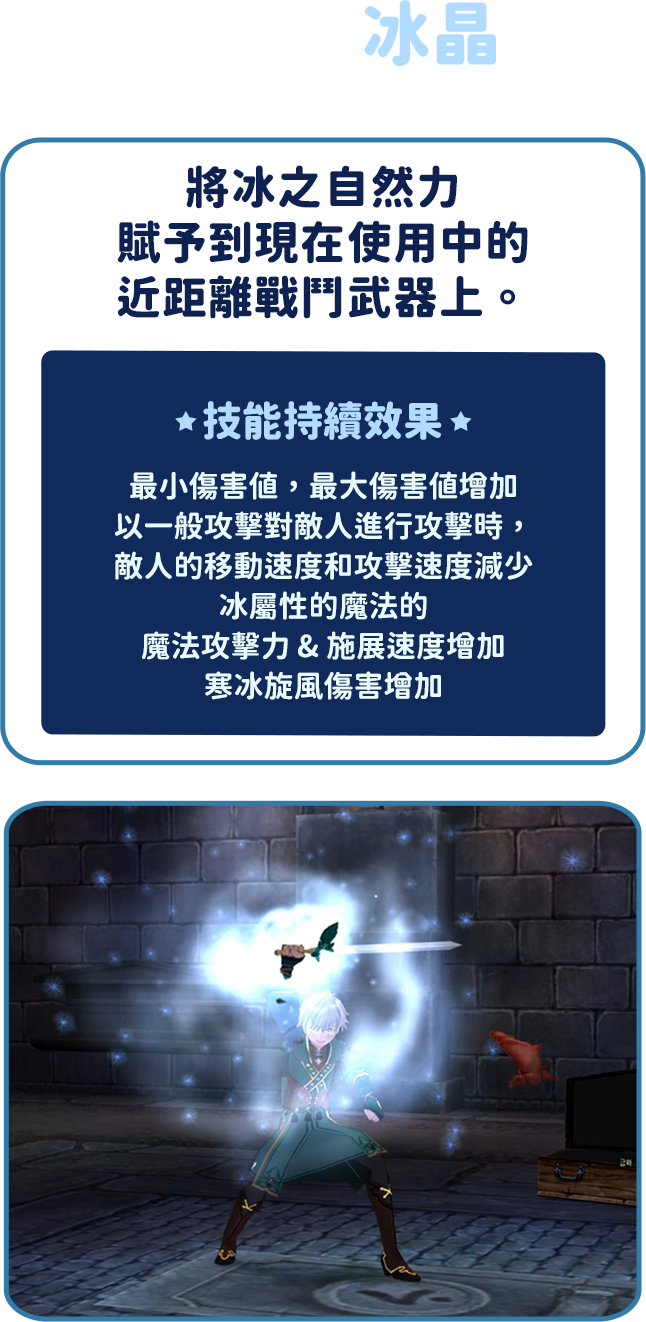 冰晶
將冰之自然力
賦予到現在使用中的
近距離戰鬥武器上。
★技能持續效果★
最小傷害值，最大傷害值增加
以一般攻擊對敵人進行攻擊時，
敵人的移動速度和攻擊速度減少
冰屬性的魔法的
魔法攻擊力 & 施展速度增加
寒冰旋風傷害增加